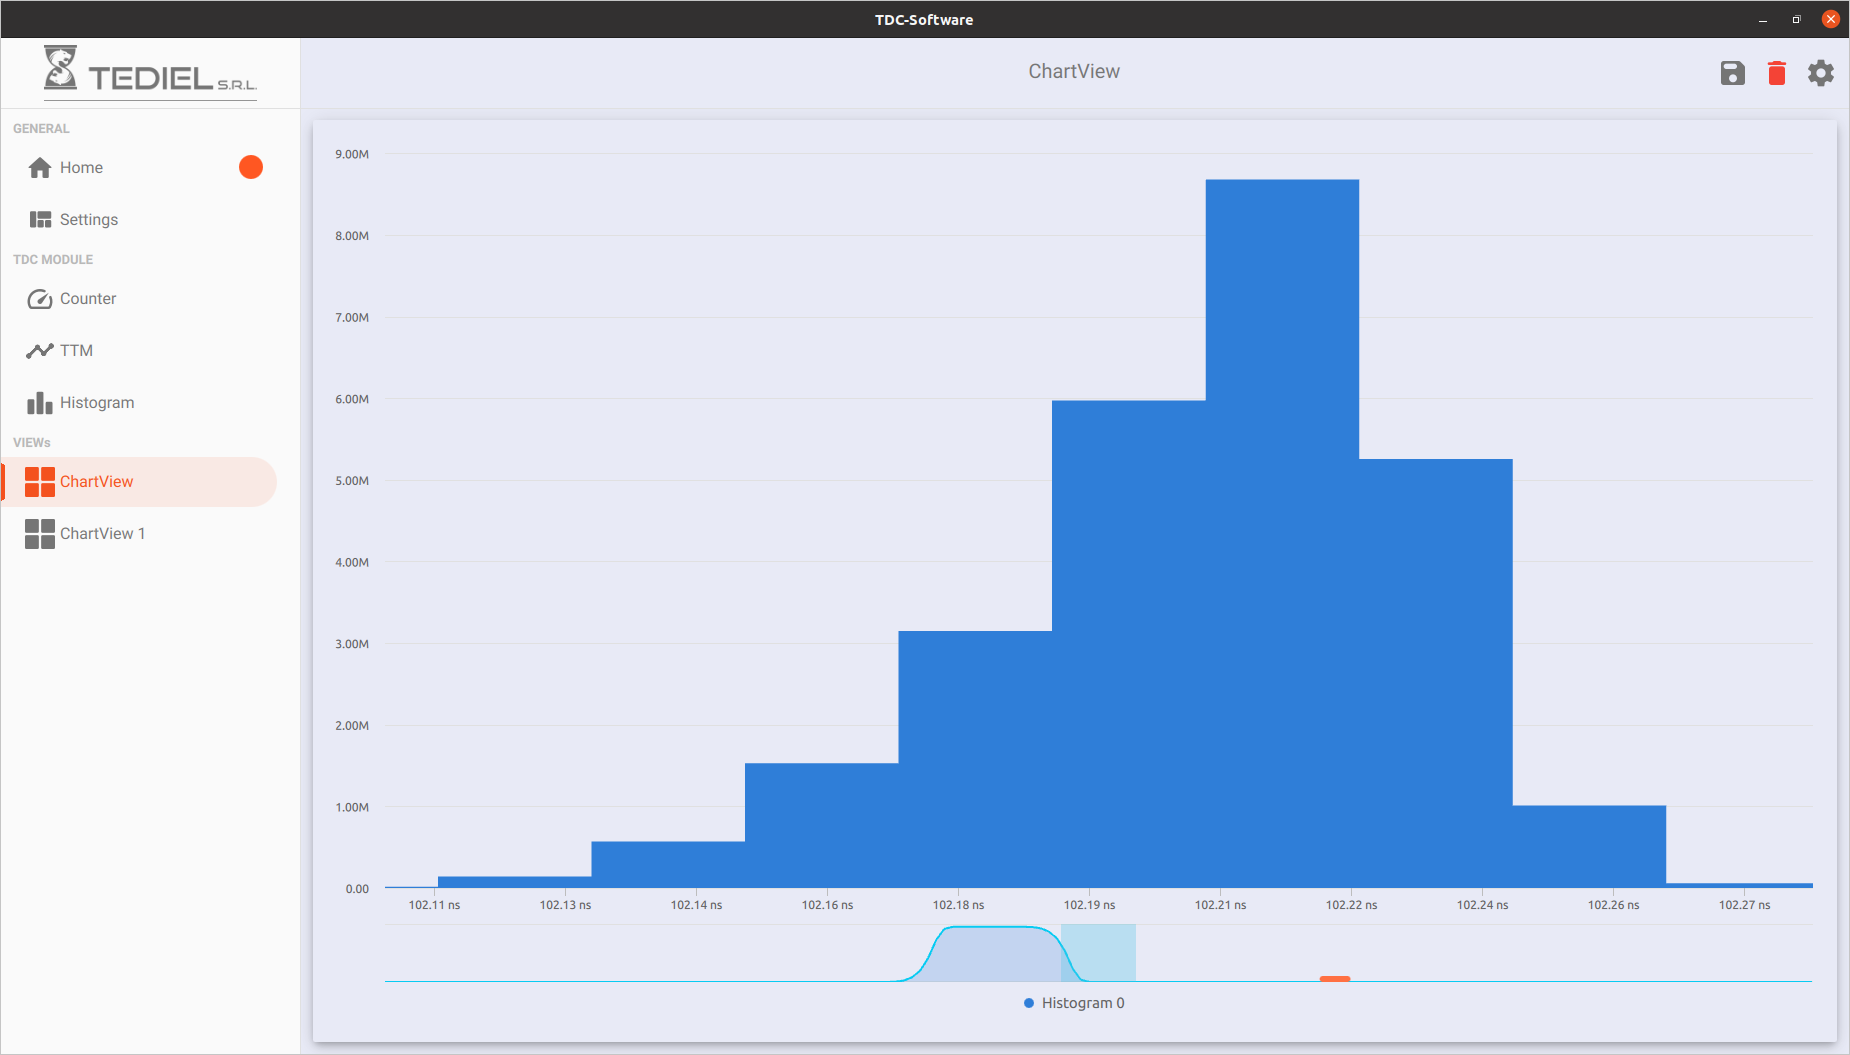 TDC-Software
TEDIEL S.R.L.
ChartView
GENERAL
Home
Settings
TDC MODULE
Counter
TTM
Histogram
VIEWs
ChartView
ChartView 1
9.00M
8.00M
7.00M
6.00M
5.00M
4.00M
3.00M
2.00M
1.00M
0.00
102.11 ns 102.13 ns 102.14 ns 102.16 ns 102.18 ns 102.19 ns 102.21 ns 102.22 ns 102.24 ns 102.26 ns 102.27 ns
Histogram 0